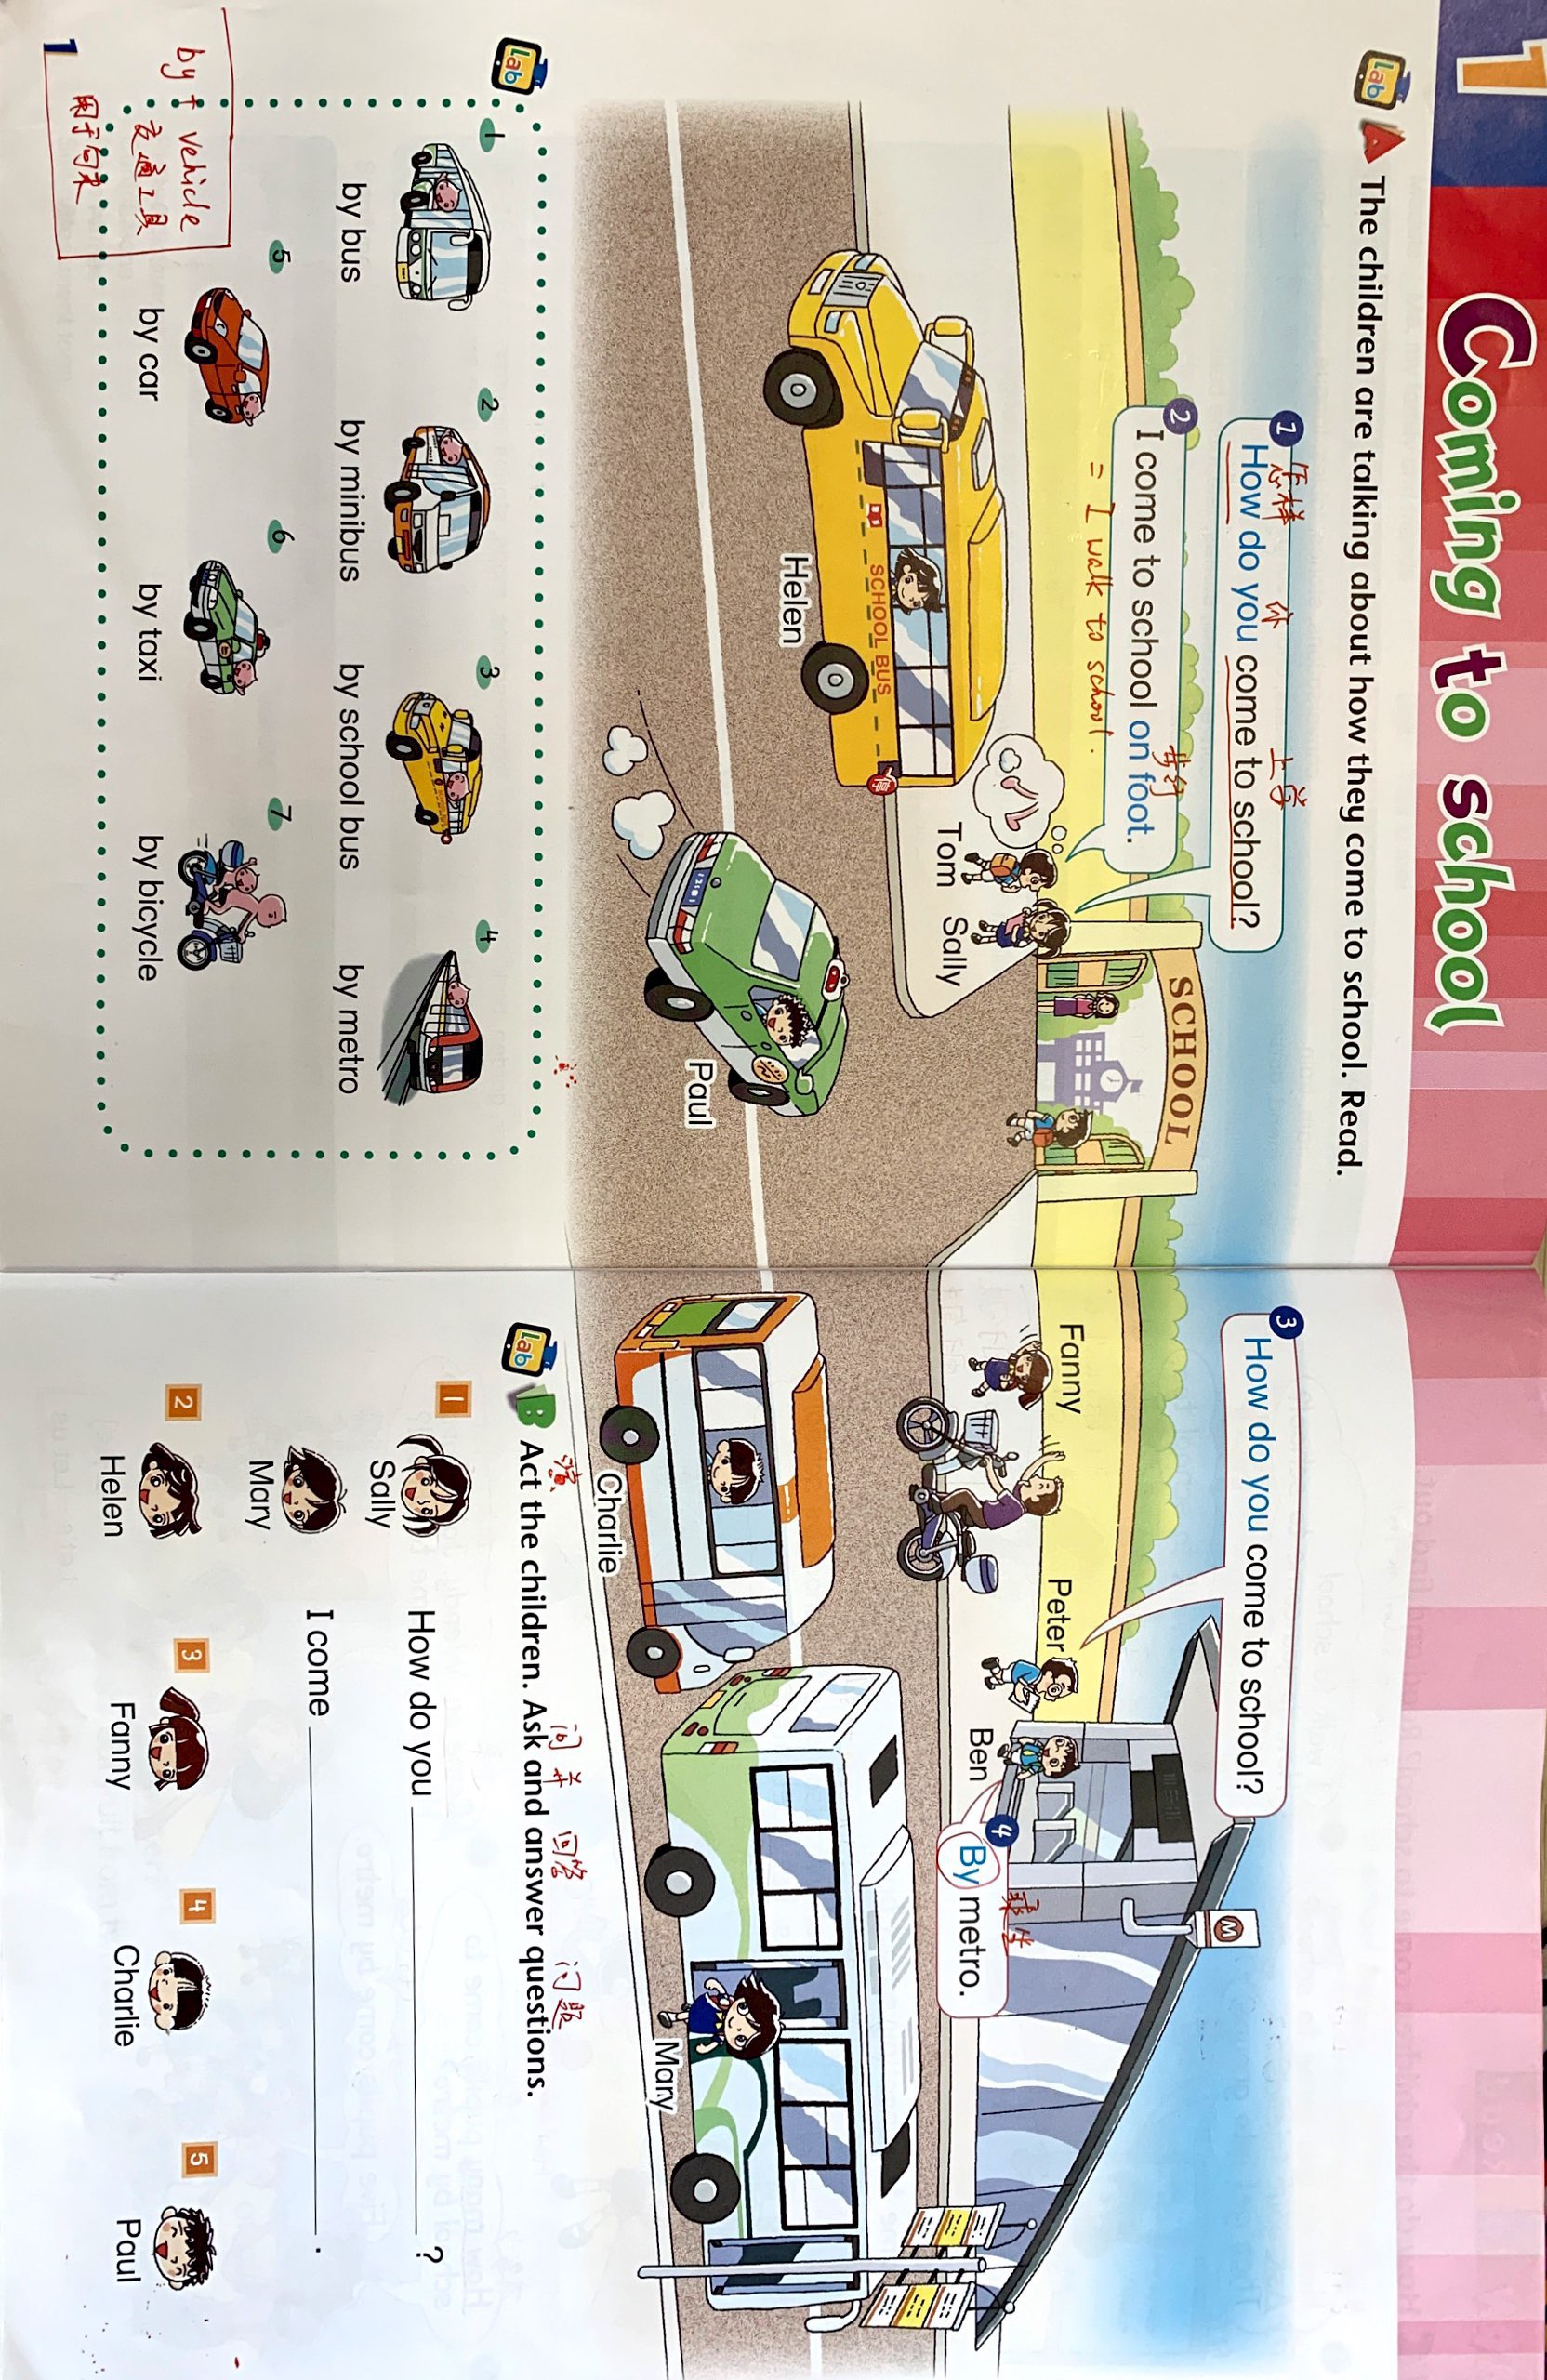 1 Coming to school
Lab A The children are talking about how they come to school. Read.
怎样 你 上学
1 How do you come to school?
步行
2 I come to school on foot.
= I walk to school.
SCHOOL
Tom Sally
SCHOOL BUS
停
Helen
Paul
Lab
1 by bus
2 by minibus
3 by school bus
4 by metro
5 by car
6 by taxi
7 by bicycle
by + vehicle
交通工具
用于句末
1
3 How do you come to school?
Fanny
Peter
Ben
M
乘坐
4 By metro.
Charlie
Mary
演 问 并 回答 问题
Lab B Act the children. Ask and answer questions.
1 Sally How do you ?
Mary I come .
2 Helen
3 Fanny
4 Charlie
5 Paul